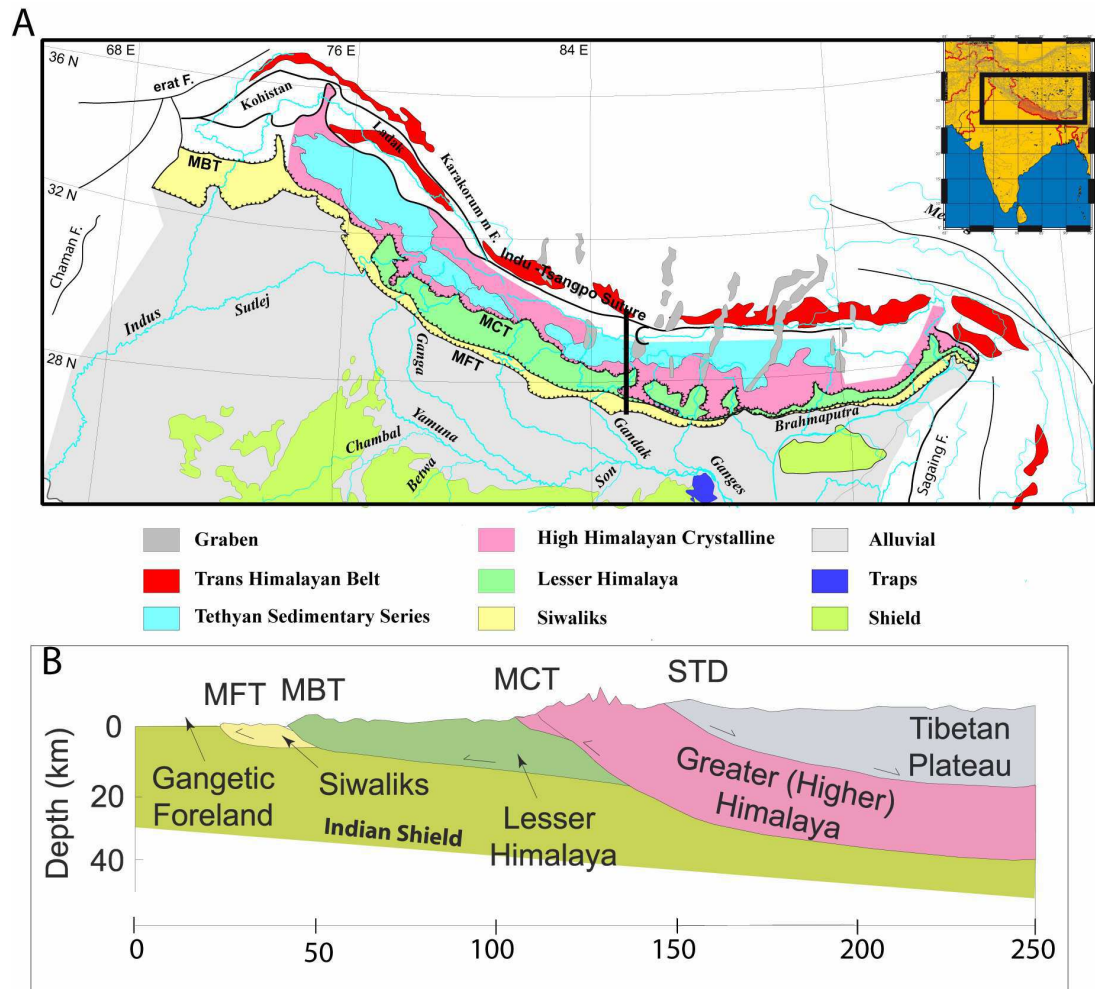 A
68 E
76 E
84 E
36 N
32 N
28 N
erat F.
Kohistan
Ladak
Karakorum F.
MBT
Chaman F.
Indus
Sutlej
Indu -Tsangpo Suture
C
MCT
MFT
Ganga
Yamuna
Chambal
Betwa
Son
Gandak
Ganges
Brahmaputra
Sagaing F.
Graben
High Himalayan Crystalline
Alluvial
Trans Himalayan Belt
Lesser Himalaya
Traps
Tethyan Sedimentary Series
Siwaliks
Shield
B
MFT
MBT
MCT
STD
0
20
40
Depth (km)
Gangetic
Foreland
Siwaliks
Indian Shield
Lesser
Himalaya
Greater (Higher)
Himalaya
Tibetan
Plateau
0
50
100
150
200
250